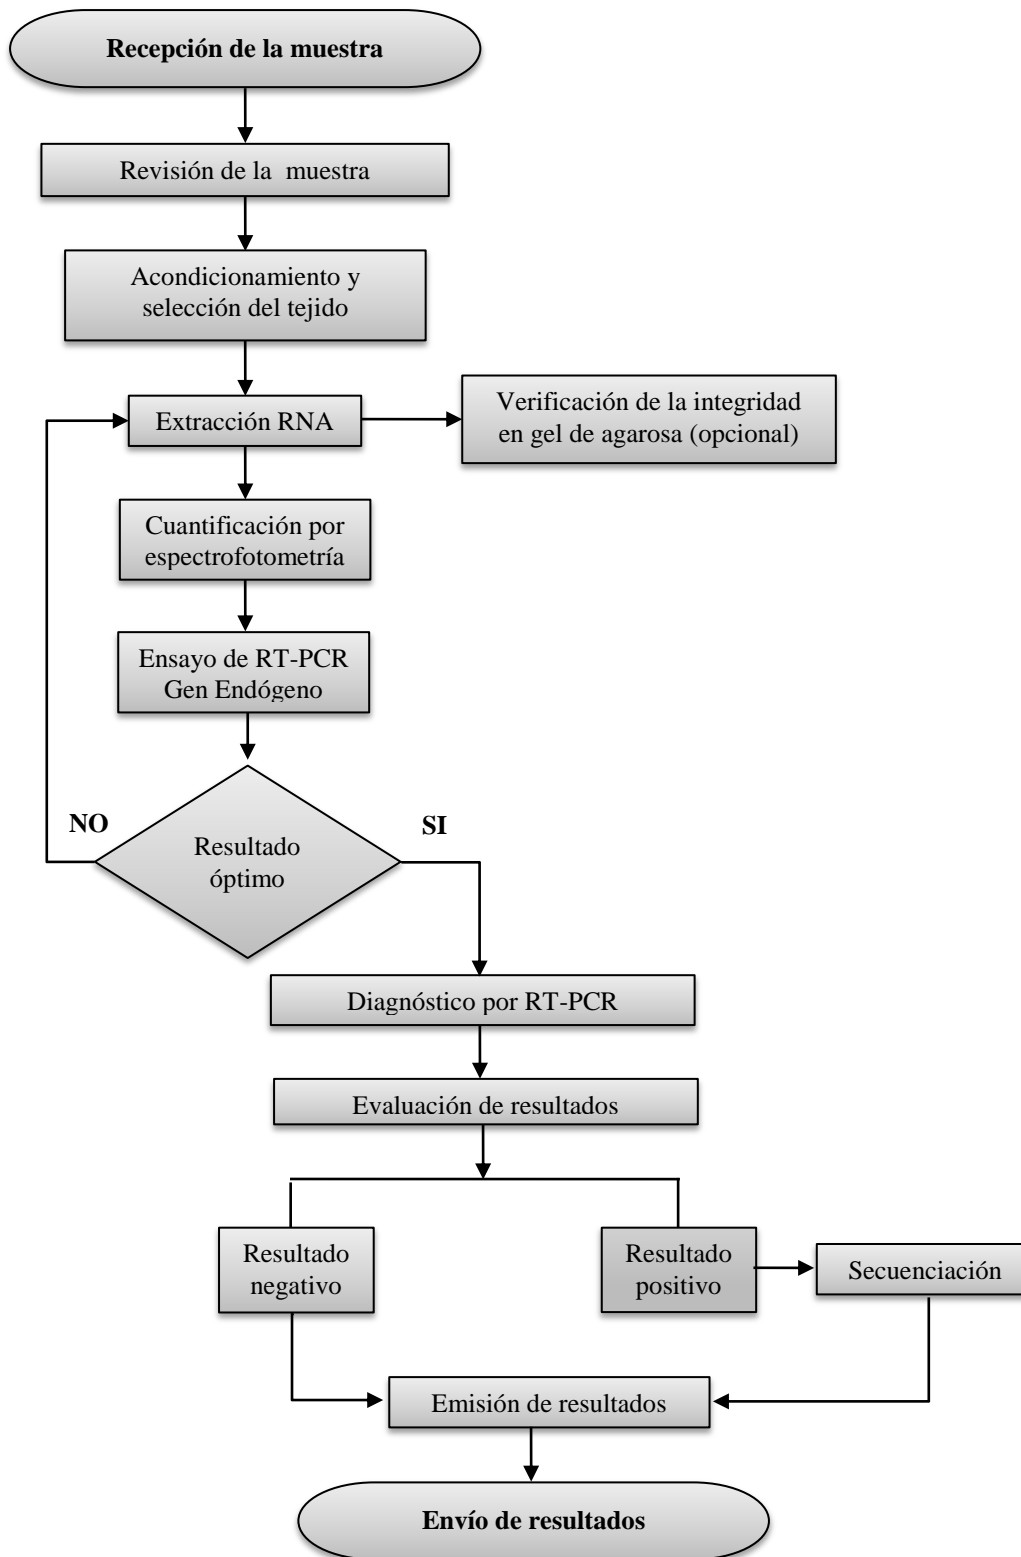 Recepción de la muestra
Revisión de la muestra
Acondicionamiento y
selección del tejido
Extracción RNA
Verificación de la integridad
en gel de agarosa (opcional)
Cuantificación por
espectrofotometría
Ensayo de RT-PCR
Gen Endógeno
NO
SI
Resultado
óptimo
Diagnóstico por RT-PCR
Evaluación de resultados
Resultado
negativo
Resultado
positivo
Secuenciación
Emisión de resultados
Envío de resultados